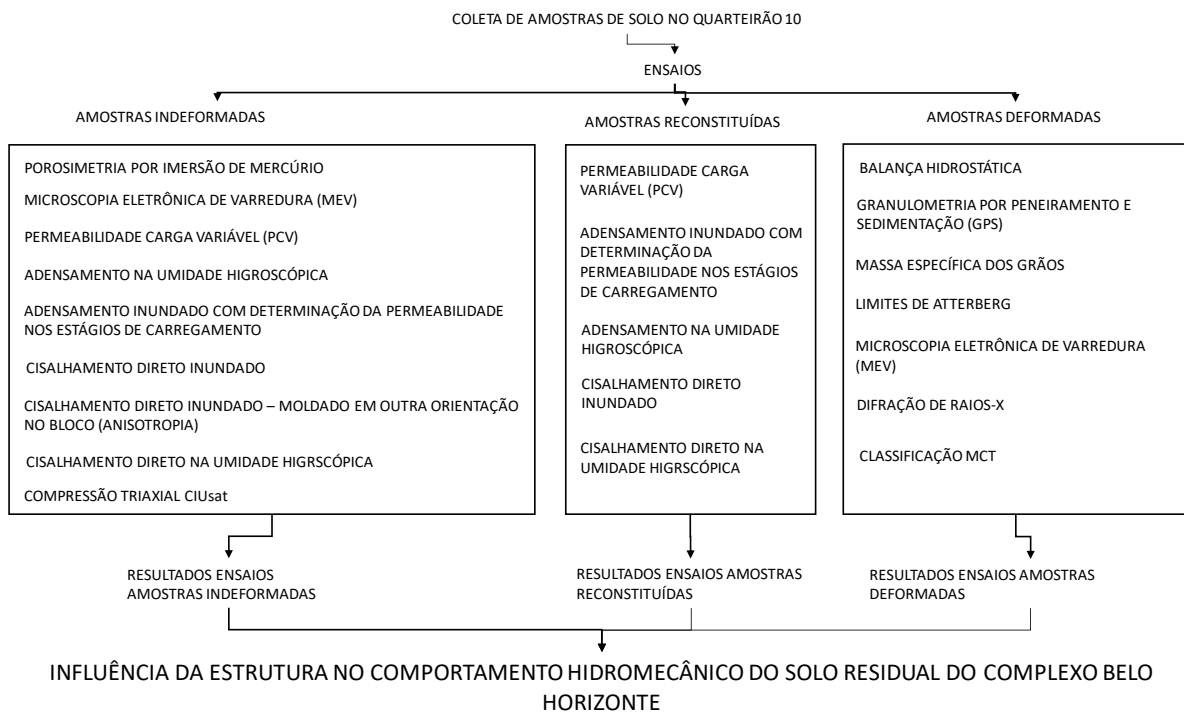 COLETA DE AMOSTRAS DE SOLO NO QUARTEIRÃO 10
ENSAIOS
AMOSTRAS INDEFORMADAS
POROSIMETRIA POR IMERSÃO DE MERCÚRIO
MICROSCOPIA ELETRÔNICA DE VARREDURA (MEV)
PERMEABILIDADE CARGA VARIÁVEL (PCV)
ADENSAMENTO NA UMIDADE HIGROSCÓPICA
ADENSAMENTO INUNDADO COM DETERMINAÇÃO DA PERMEABILIDADE
NOS ESTÁGIOS DE CARREGAMENTO
CISALHAMENTO DIRETO INUNDADO
CISALHAMENTO DIRETO INUNDADO – MOLDADO EM OUTRA ORIENTAÇÃO
NO BLOCO (ANISOTROPIA)
CISALHAMENTO DIRETO NA UMIDADE HIGRSCÓPICA
COMPRESSÃO TRIAXIAL CIUsat
AMOSTRAS RECONSTITUÍDAS
PERMEABILIDADE CARGA
VARIÁVEL (PCV)
ADENSAMENTO INUNDADO COM
DETERMINAÇÃO DA
PERMEABILIDADE NOS ESTÁGIOS
DE CARREGAMENTO
ADENSAMENTO NA UMIDADE
HIGROSCÓPICA
CISALHAMENTO DIRETO
INUNDADO
CISALHAMENTO DIRETO NA
UMIDADE HIGRSCÓPICA
AMOSTRAS DEFORMADAS
BALANÇA HIDROSTÁTICA
GRANULOMETRIA POR PENEIRAMENTO E
SEDIMENTAÇÃO (GPS)
MASSA ESPECÍFICA DOS GRÃOS
LIMITES DE ATTERBERG
MICROSCOPIA ELETRÔNICA DE VARREDURA
(MEV)
DIFRAÇÃO DE RAIOS-X
CLASSIFICAÇÃO MCT
RESULTADOS ENSAIOS
AMOSTRAS INDEFORMADAS
RESULTADOS ENSAIOS AMOSTRAS
RECONSTITUÍDAS
RESULTADOS ENSAIOS AMOSTRAS
DEFORMADAS
INFLUÊNCIA DA ESTRUTURA NO COMPORTAMENTO HIDROMECÂNICO DO SOLO RESIDUAL DO COMPLEXO BELO
HORIZONTE